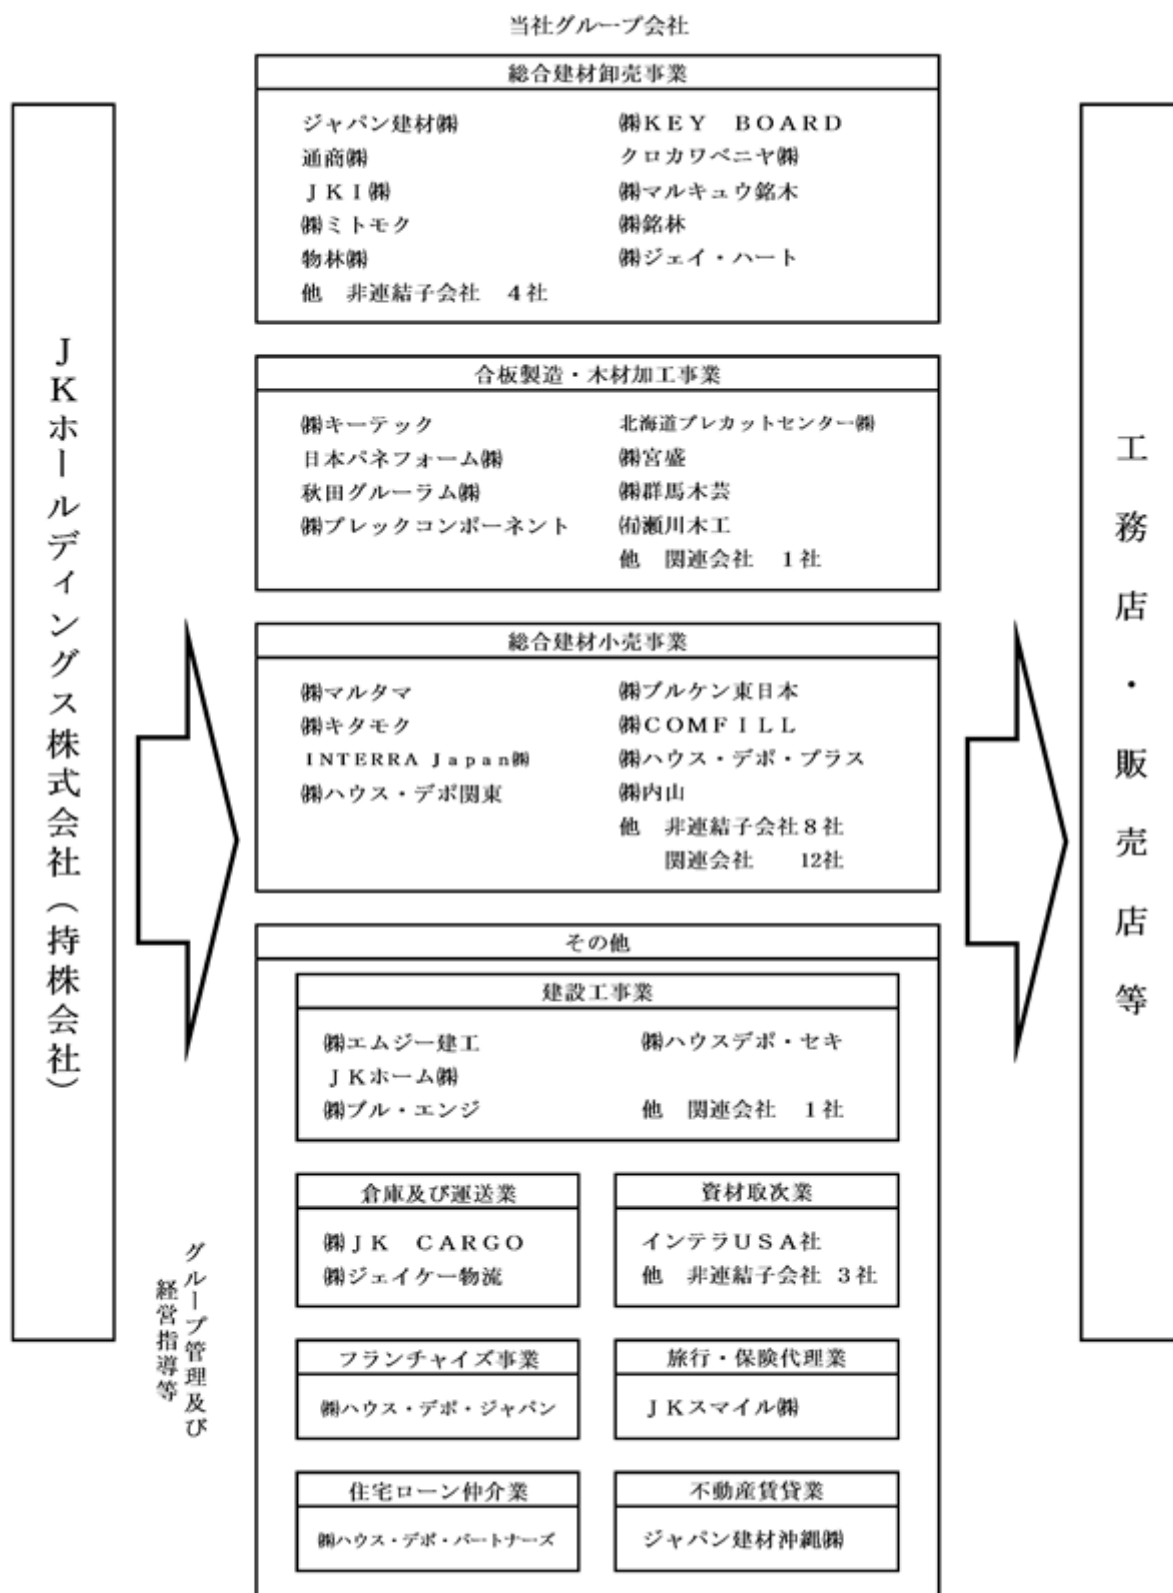 当社グループ会社
JKホールディングス株式会社（持株会社）
総合建材卸売事業
ジャパン建材㈱
㈱KEY BOARD
通商㈱
クロカワベニヤ㈱
JKI㈱
㈱マルキュウ銘木
㈱ミトモク
㈱銘林
物林㈱
㈱ジェイ・ハート
他 非連結子会社 4社
合板製造・木材加工事業
㈱キーテック
北海道プレカットセンター㈱
日本パネフォーム㈱
㈱宮盛
秋田グルーラム㈱
㈱群馬木芸
㈱ブレックコンポーネント
㈲瀬川木工
他 関連会社 1社
総合建材小売事業
㈱マルタマ
㈱ブルケン東日本
㈱キタモク
㈱COMFILL
INTERRA Japan㈱
㈱ハウス・デポ・プラス
㈱ハウス・デポ関東
㈱内山
他 非連結子会社8社
関連会社 12社
その他
建設工事業
㈱エムジー建工
㈱ハウスデポ・セキ
JKホーム㈱
㈱ブル・エンジ
他 関連会社 1社
倉庫及び運送業
㈱JK CARGO
㈱ジェイケー物流
資材取次業
インテラUSA社
他 非連結子会社 3社
フランチャイズ事業
㈱ハウス・デポ・ジャパン
旅行・保険代理業
JKスマイル㈱
住宅ローン仲介業
㈱ハウス・デポ・パートナーズ
不動産賃貸業
ジャパン建材沖縄㈱
グループ管理及び
経営指導等
工務店・販売店等